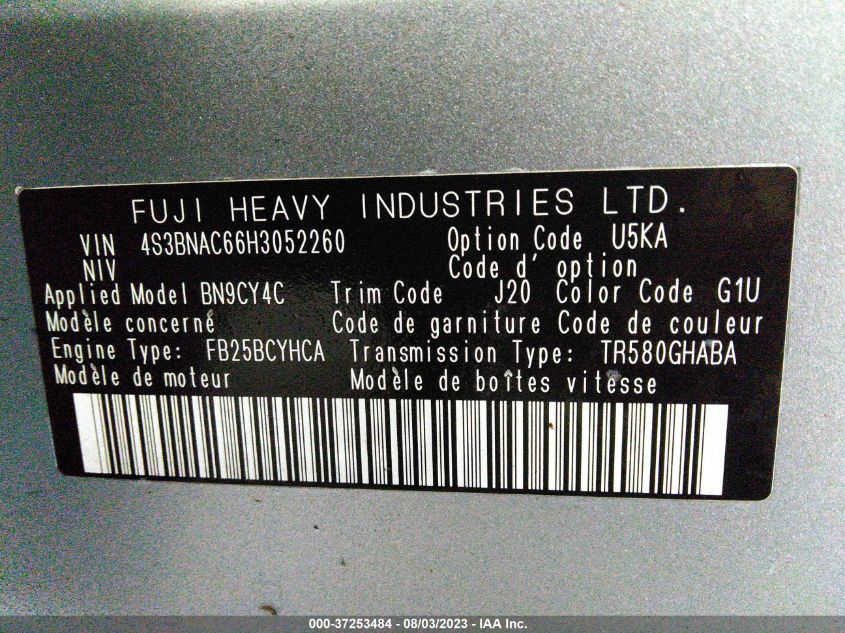 FUJI HEAVY INDUSTRIES LTD.
VIN 4S3BNAC66H3052260 Option Code U5KA
NIV Code d' option
Applied Model BN9CY4C Trim Code J20 Color Code G1U
Modèle concerné Code de garniture Code de couleur
Engine Type: FB25BCYHCA Transmission Type: TR580GHABA
Modèle de moteur Modèle de boîtes vitesse
000-37253484 - 08/03/2023 - IAA Inc.